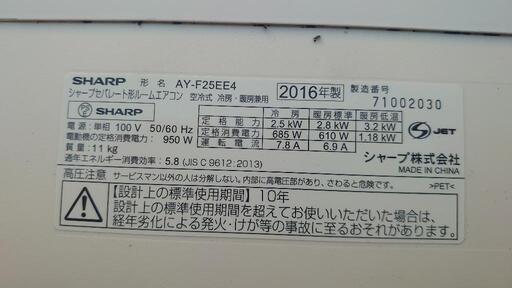 SHARP 形名 AY-F25EE4 2016年製 製造番号
シャープセパレート形ルームエアコン 空冷式 冷房・暖房兼用 71002030
SHARP 冷房 暖房標準 暖房低温
電源:単相 100 V 50/60 Hz 定格能力 2.5 kW 2.8 kW 3.2 kW
電動機の定格消費電力: 950 W 定格消費電力 685 W 610 W 1.18 kW JET
質量:11 kg 運転電流 7.8 A 6.9 A
通年エネルギー消費効率: 5.8 (JIS C 9612:2013) シャープ株式会社
MADE IN CHINA
高圧注意 サービスマン以外の人は分解しないでください。内部に高電圧部があり、さわると危険です。 >PET<
【設計上の標準使用期間】10年
設計上の標準使用期間を超えてお使いいただいた場合は、
経年劣化による発火・けが等の事故に至るおそれがあります。